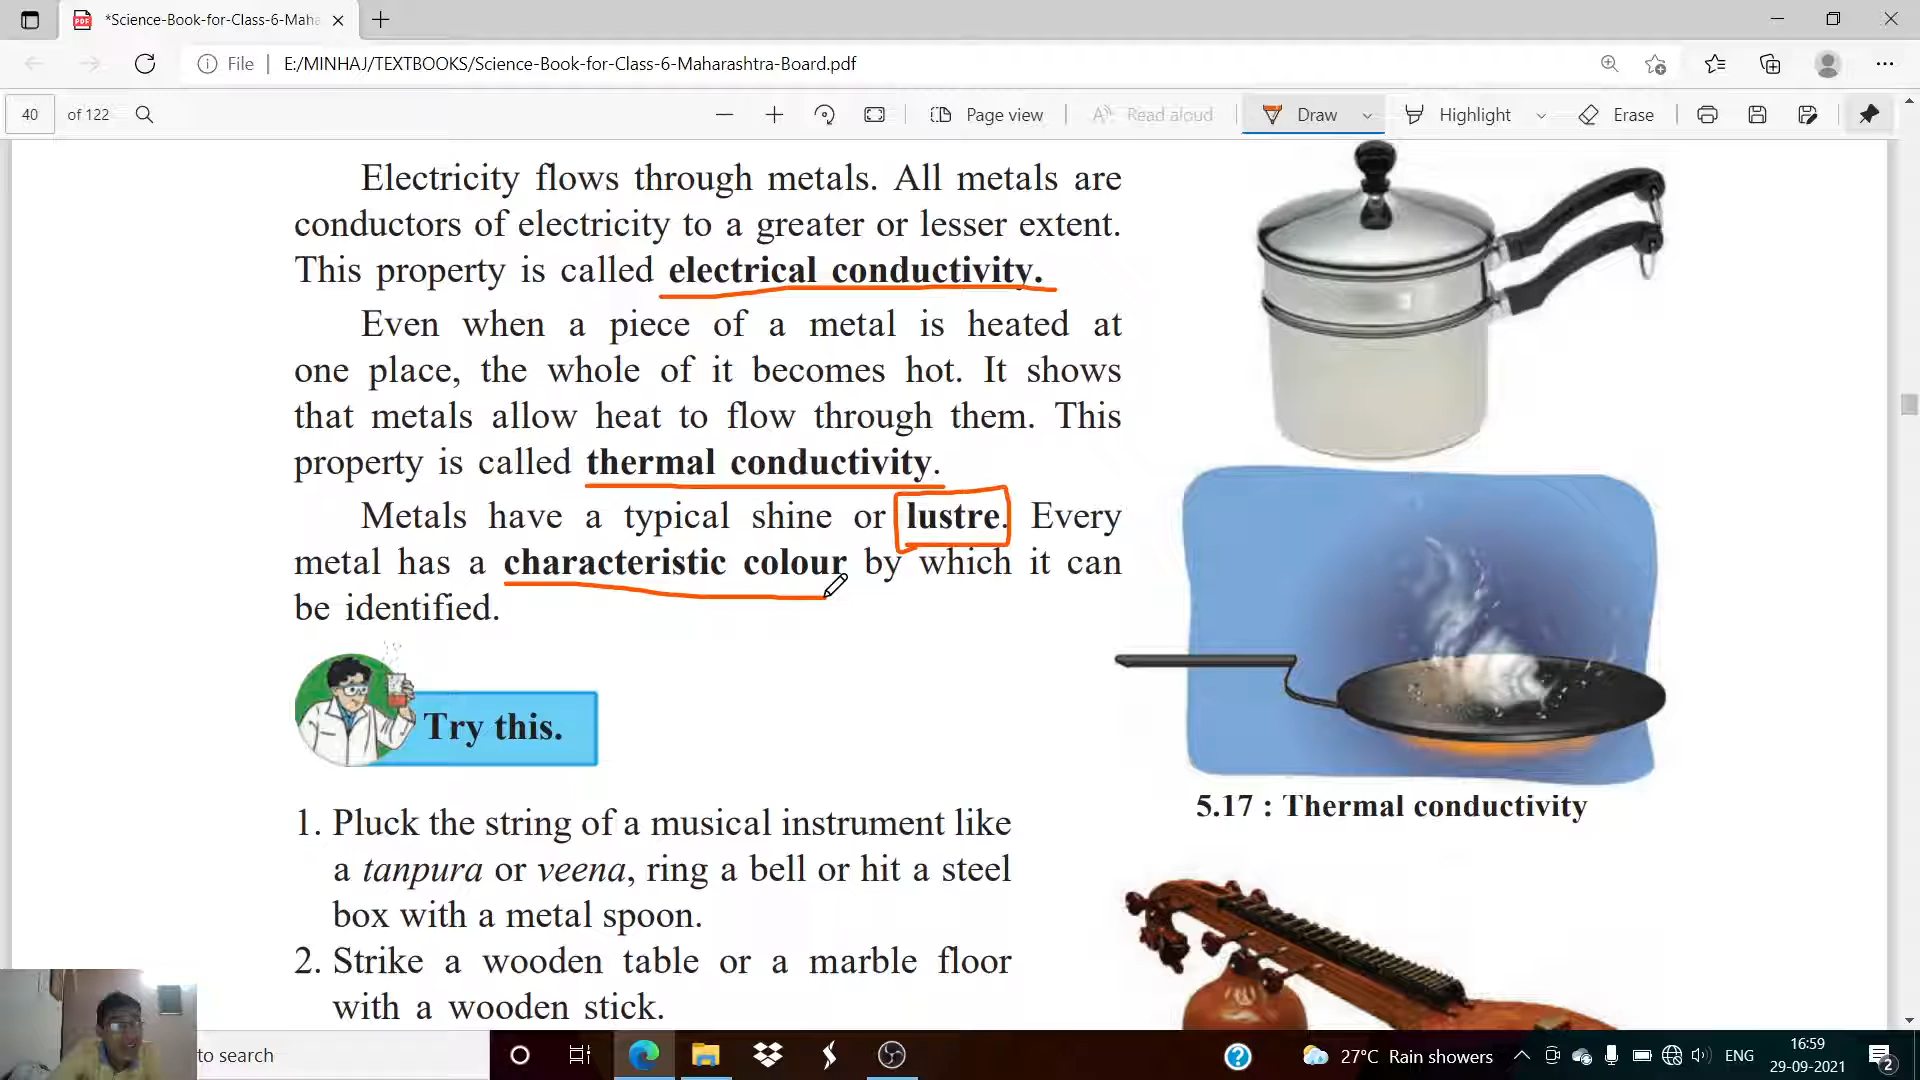 *Science-Book-for-Class-6-Maha
File
E:/MINHAJ/TEXTBOOKS/Science-Book-for-Class-6-Maharashtra-Board.pdf
40 of 122
Page view
Read aloud
Draw
Highlight
Erase
Electricity flows through metals. All metals are
conductors of electricity to a greater or lesser extent.
This property is called electrical conductivity.
Even when a piece of a metal is heated at
one place, the whole of it becomes hot. It shows
that metals allow heat to flow through them. This
property is called thermal conductivity.
Metals have a typical shine or lustre. Every
metal has a characteristic colour by which it can
be identified.
Try this.
1. Pluck the string of a musical instrument like
a tanpura or veena, ring a bell or hit a steel
box with a metal spoon.
2. Strike a wooden table or a marble floor
with a wooden stick.
5.17 : Thermal conductivity
to search
27°C Rain showers
ENG
16:59
29-09-2021
2